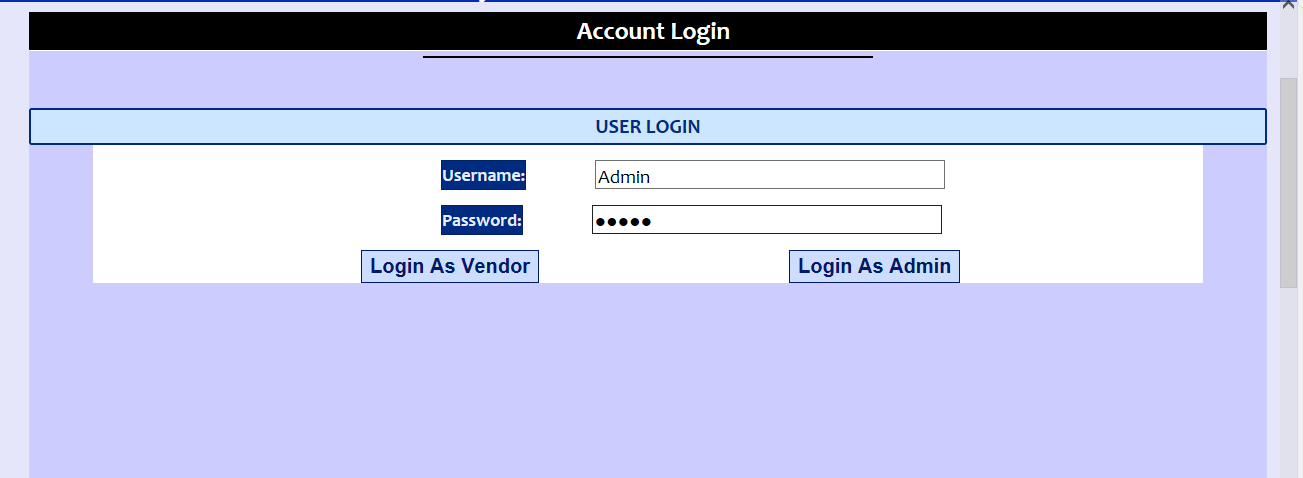 Account Login
USER LOGIN
Username: Admin
Password: ●●●●●
Login As Vendor Login As Admin